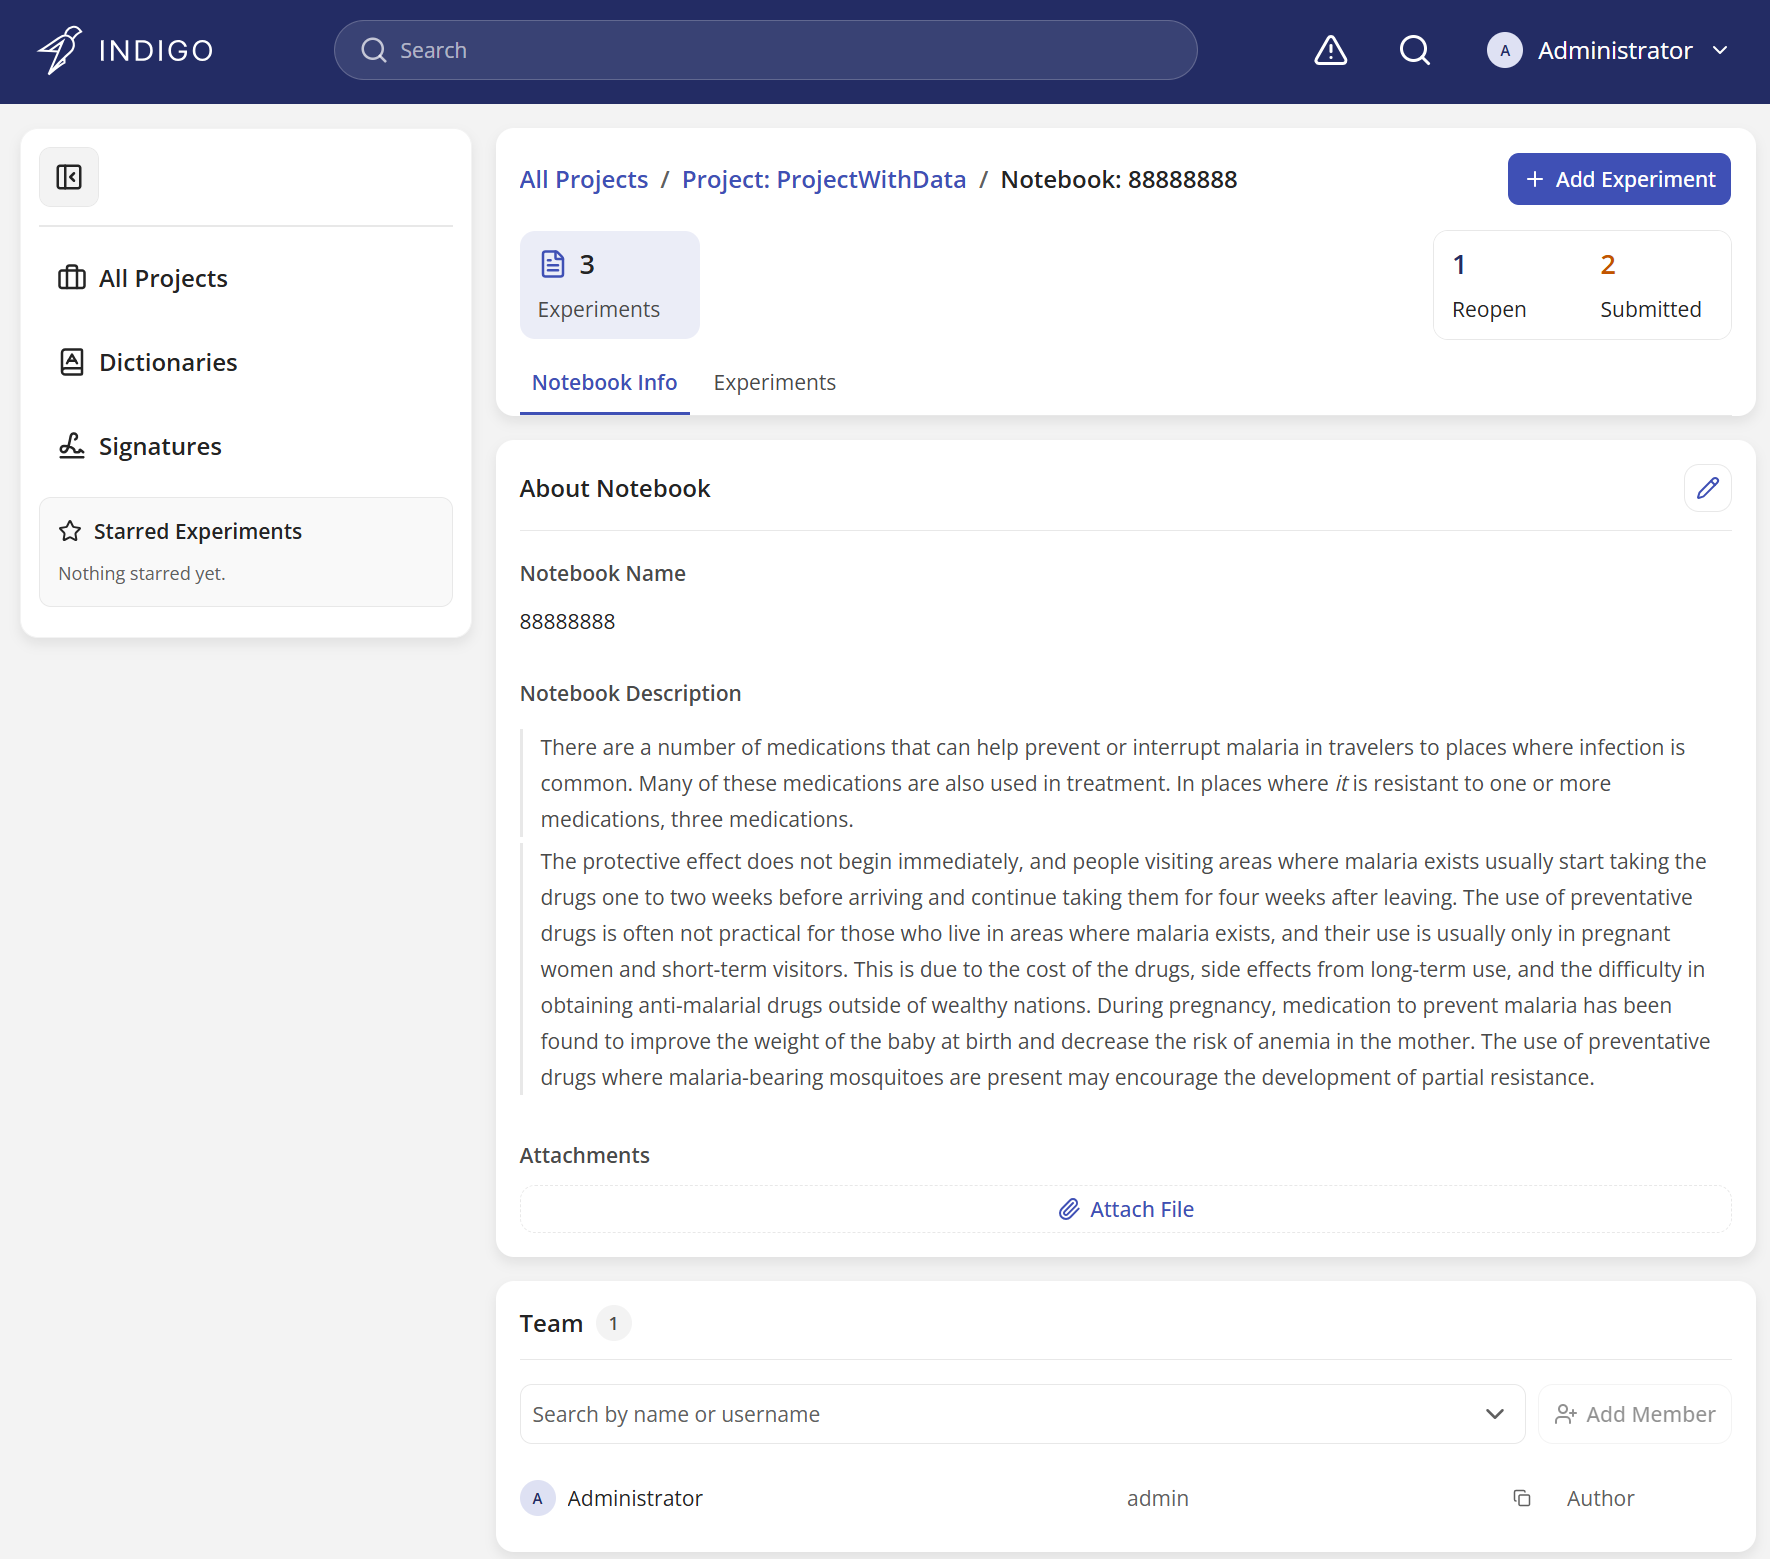 INDIGO
Search
A
Administrator
All Projects / Project: ProjectWithData / Notebook: 88888888
Add Experiment
3
Experiments
1
Reopen
2
Submitted
Notebook Info
Experiments
All Projects
Dictionaries
Signatures
Starred Experiments
Nothing starred yet.
About Notebook
Notebook Name
88888888
Notebook Description
There are a number of medications that can help prevent or interrupt malaria in travelers to places where infection is
common. Many of these medications are also used in treatment. In places where it is resistant to one or more
medications, three medications.
The protective effect does not begin immediately, and people visiting areas where malaria exists usually start taking the
drugs one to two weeks before arriving and continue taking them for four weeks after leaving. The use of preventative
drugs is often not practical for those who live in areas where malaria exists, and their use is usually only in pregnant
women and short-term visitors. This is due to the cost of the drugs, side effects from long-term use, and the difficulty in
obtaining anti-malarial drugs outside of wealthy nations. During pregnancy, medication to prevent malaria has been
found to improve the weight of the baby at birth and decrease the risk of anemia in the mother. The use of preventative
drugs where malaria-bearing mosquitoes are present may encourage the development of partial resistance.
Attachments
Attach File
Team 1
Search by name or username
Add Member
A
Administrator
admin
Author